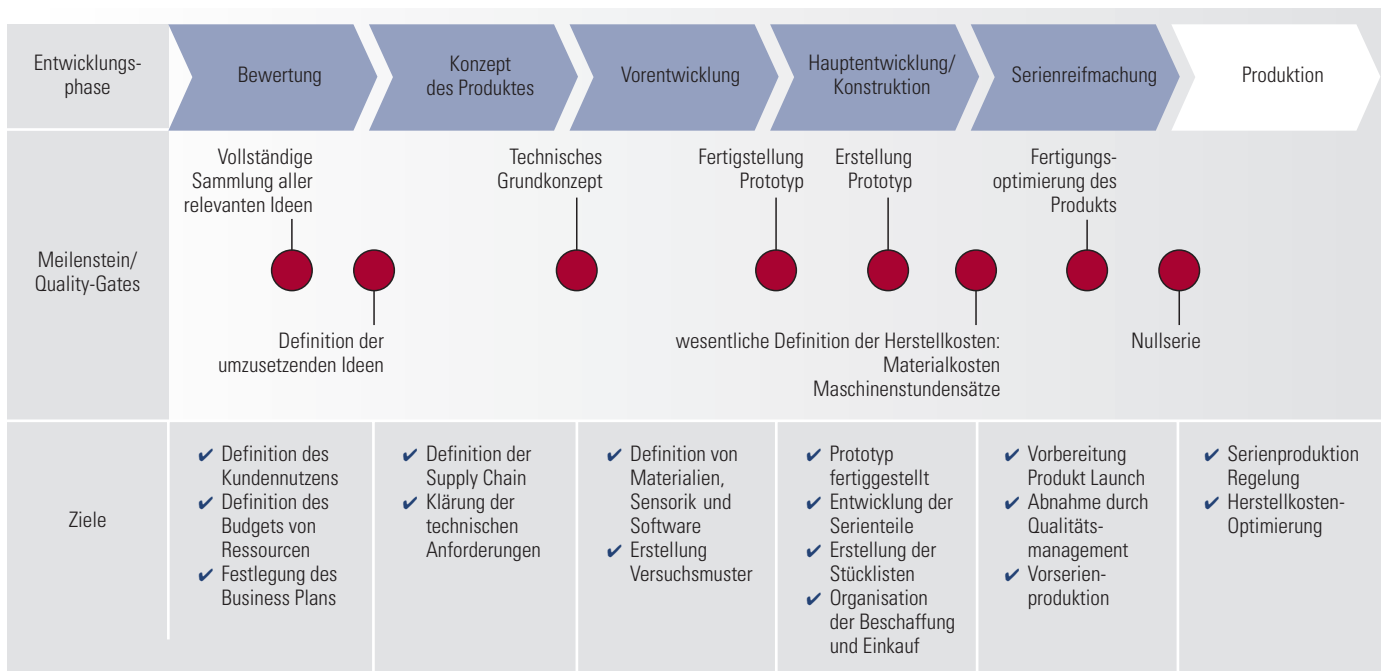 Entwicklungs-
phase
Bewertung
Konzept
des Produktes
Vorentwicklung
Hauptentwicklung/
Konstruktion
Serienreifmachung
Produktion
Meilenstein/
Quality-Gates
Vollständige
Sammlung aller
relevanten Ideen
Technisches
Grundkonzept
Fertigstellung
Prototyp
Erstellung
Prototyp
Fertigungs-
optimierung des
Produkts
Definition der
umzusetzenden Ideen
wesentliche Definition der Herstellkosten:
Materialkosten
Maschinenstundensätze
Nullserie
Ziele
✔ Definition des
Kundennutzens
✔ Definition des
Budgets von
Ressourcen
✔ Festlegung des
Business Plans
✔ Definition der
Supply Chain
✔ Klärung der
technischen
Anforderungen
✔ Definition von
Materialien,
Sensorik und
Software
✔ Erstellung
Versuchsmuster
✔ Prototyp
fertiggestellt
✔ Entwicklung der
Serienteile
✔ Erstellung der
Stücklisten
✔ Organisation
der Beschaffung
und Einkauf
✔ Vorbereitung
Produkt Launch
✔ Abnahme durch
Qualitäts-
management
✔ Vorserien-
produktion
✔ Serienproduktion
Regelung
✔ Herstellkosten-
Optimierung